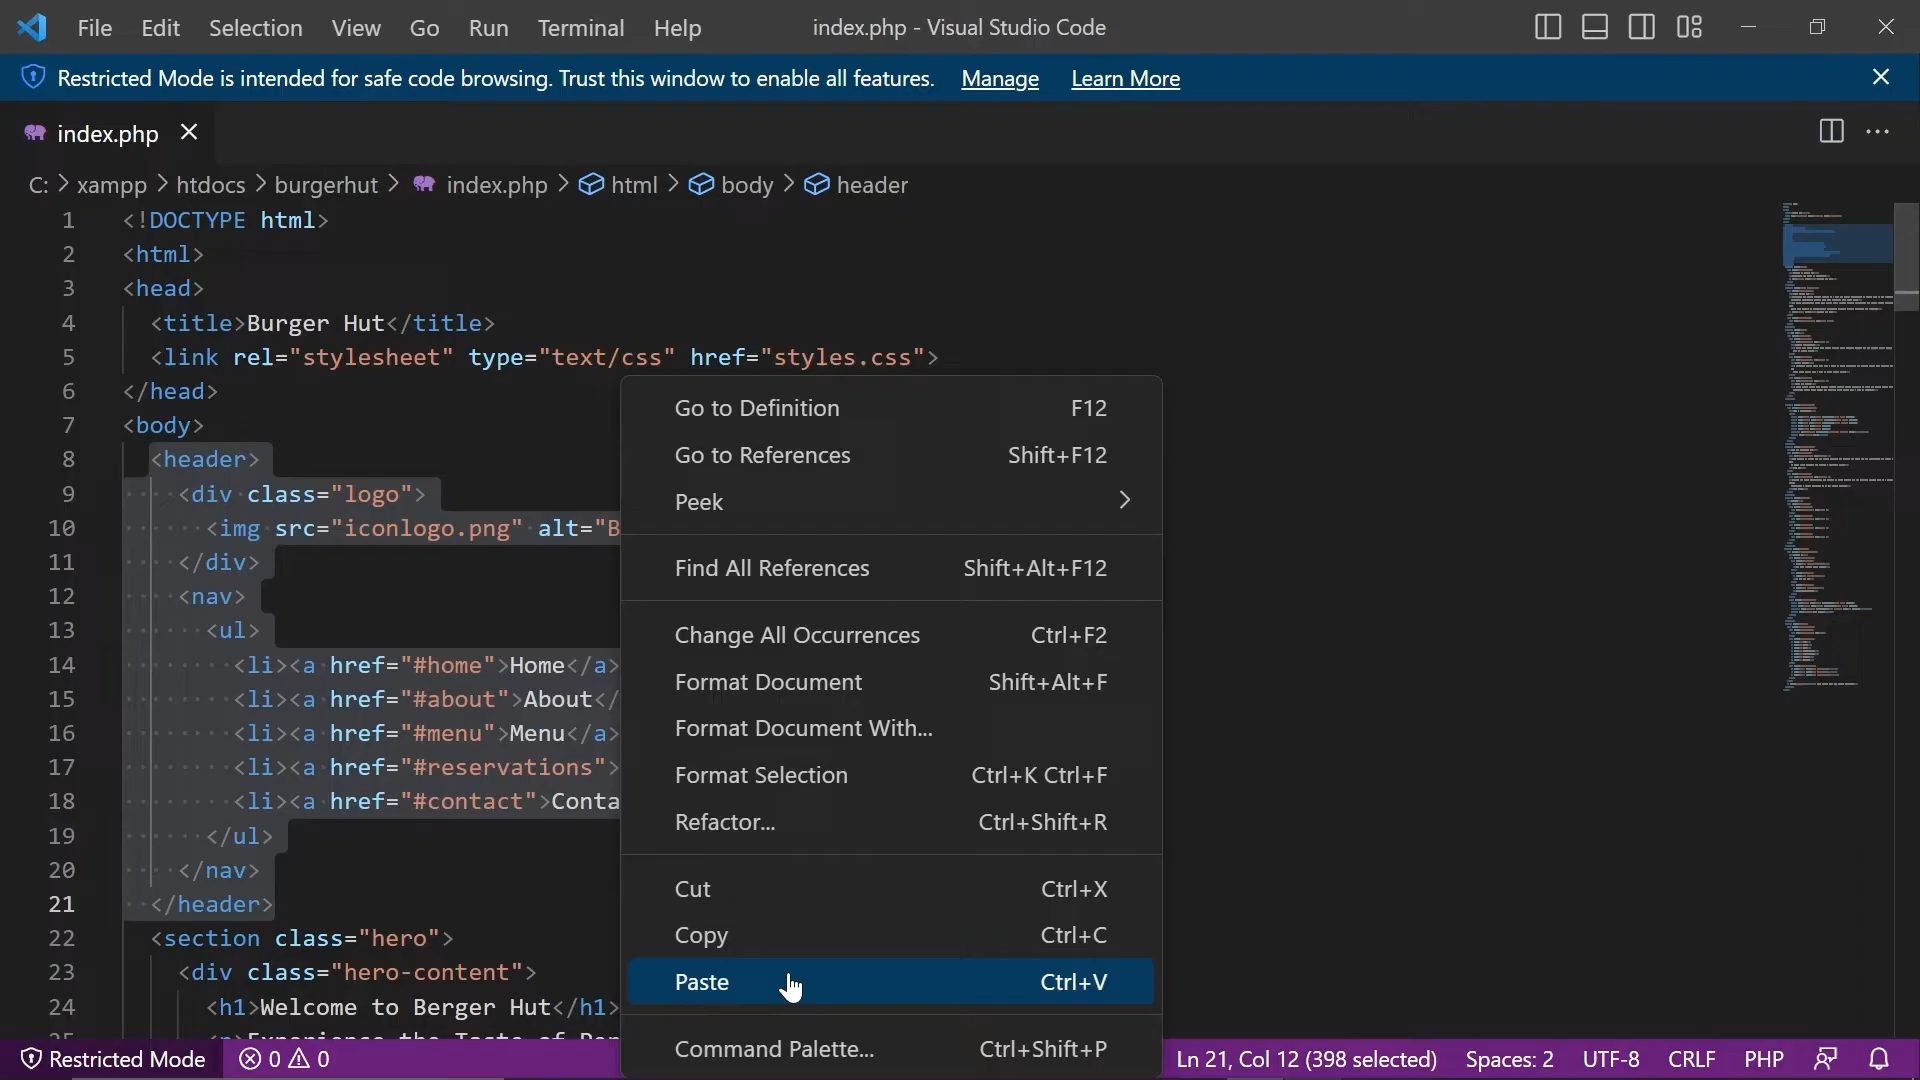 File Edit Selection View Go Run Terminal Help index.php - Visual Studio Code
Restricted Mode is intended for safe code browsing. Trust this window to enable all features. Manage Learn More
index.php
C: > xampp > htdocs > burgerhut > index.php > html > body > header
1 <!DOCTYPE html>
2 <html>
3 <head>
4 <title>Burger Hut</title>
5 <link rel="stylesheet" type="text/css" href="styles.css">
6 </head>
7 <body>
8 <header>
9 <div class="logo">
10 <img src="iconlogo.png" alt="B
11 </div>
12 <nav>
13 <ul>
14 <li><a href="#home">Home</a>
15 <li><a href="#about">About</
16 <li><a href="#menu">Menu</a>
17 <li><a href="#reservations">
18 <li><a href="#contact">Conta
19 </ul>
20 </nav>
21 </header>
22 <section class="hero">
23 <div class="hero-content">
24 <h1>Welcome to Berger Hut</h1>
Go to Definition F12
Go to References Shift+F12
Peek
Find All References Shift+Alt+F12
Change All Occurrences Ctrl+F2
Format Document Shift+Alt+F
Format Document With...
Format Selection Ctrl+K Ctrl+F
Refactor... Ctrl+Shift+R
Cut Ctrl+X
Copy Ctrl+C
Paste Ctrl+V
Command Palette... Ctrl+Shift+P
Restricted Mode 0 0 Ln 21, Col 12 (398 selected) Spaces: 2 UTF-8 CRLF PHP